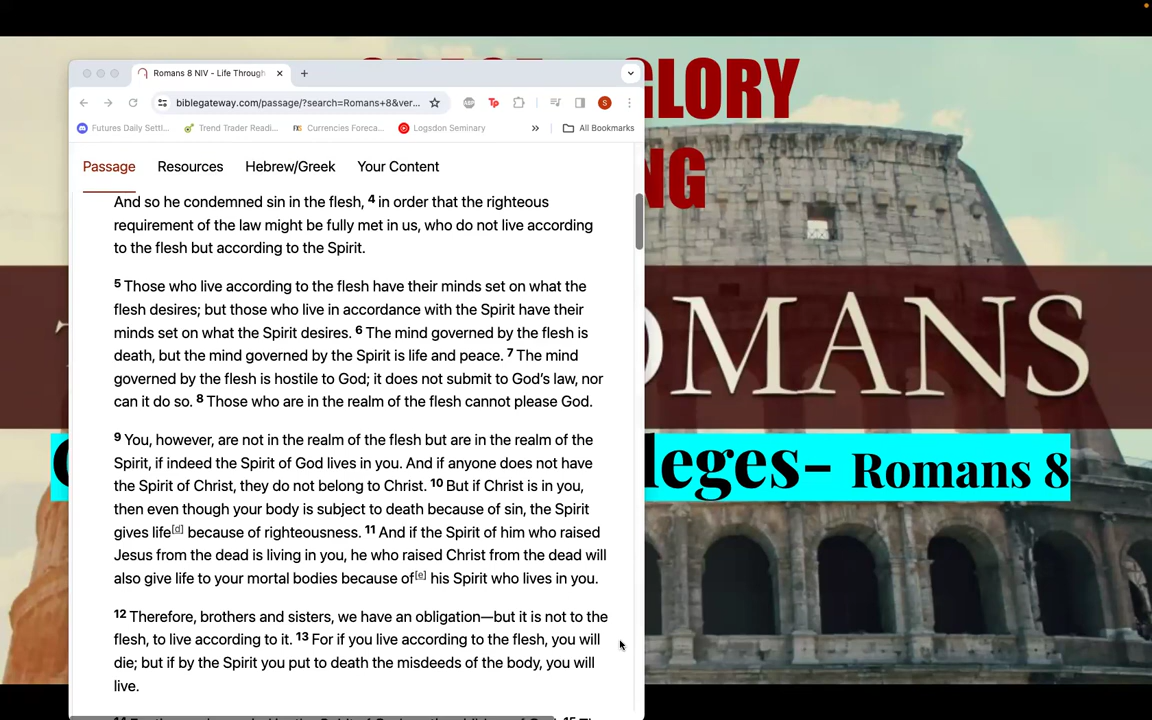 GLORY
NG
Romans 8 NIV - Life Through
biblegateway.com/passage/?search=Romans+8&ver...
ABP
Tp
S
Futures Daily Settl...
Trend Trader Readi...
Currencies Foreca...
Logsdon Seminary
»
All Bookmarks
Passage
Resources
Hebrew/Greek
Your Content
And so he condemned sin in the flesh, 4 in order that the righteous
requirement of the law might be fully met in us, who do not live according
to the flesh but according to the Spirit.
5 Those who live according to the flesh have their minds set on what the
flesh desires; but those who live in accordance with the Spirit have their
minds set on what the Spirit desires. 6 The mind governed by the flesh is
death, but the mind governed by the Spirit is life and peace. 7 The mind
governed by the flesh is hostile to God; it does not submit to God’s law, nor
can it do so. 8 Those who are in the realm of the flesh cannot please God.
9 You, however, are not in the realm of the flesh but are in the realm of the
Spirit, if indeed the Spirit of God lives in you. And if anyone does not have
the Spirit of Christ, they do not belong to Christ. 10 But if Christ is in you,
then even though your body is subject to death because of sin, the Spirit
gives life[d] because of righteousness. 11 And if the Spirit of him who raised
Jesus from the dead is living in you, he who raised Christ from the dead will
also give life to your mortal bodies because of[e] his Spirit who lives in you.
12 Therefore, brothers and sisters, we have an obligation—but it is not to the
flesh, to live according to it. 13 For if you live according to the flesh, you will
die; but if by the Spirit you put to death the misdeeds of the body, you will
live.
OMANS
leges- Romans 8